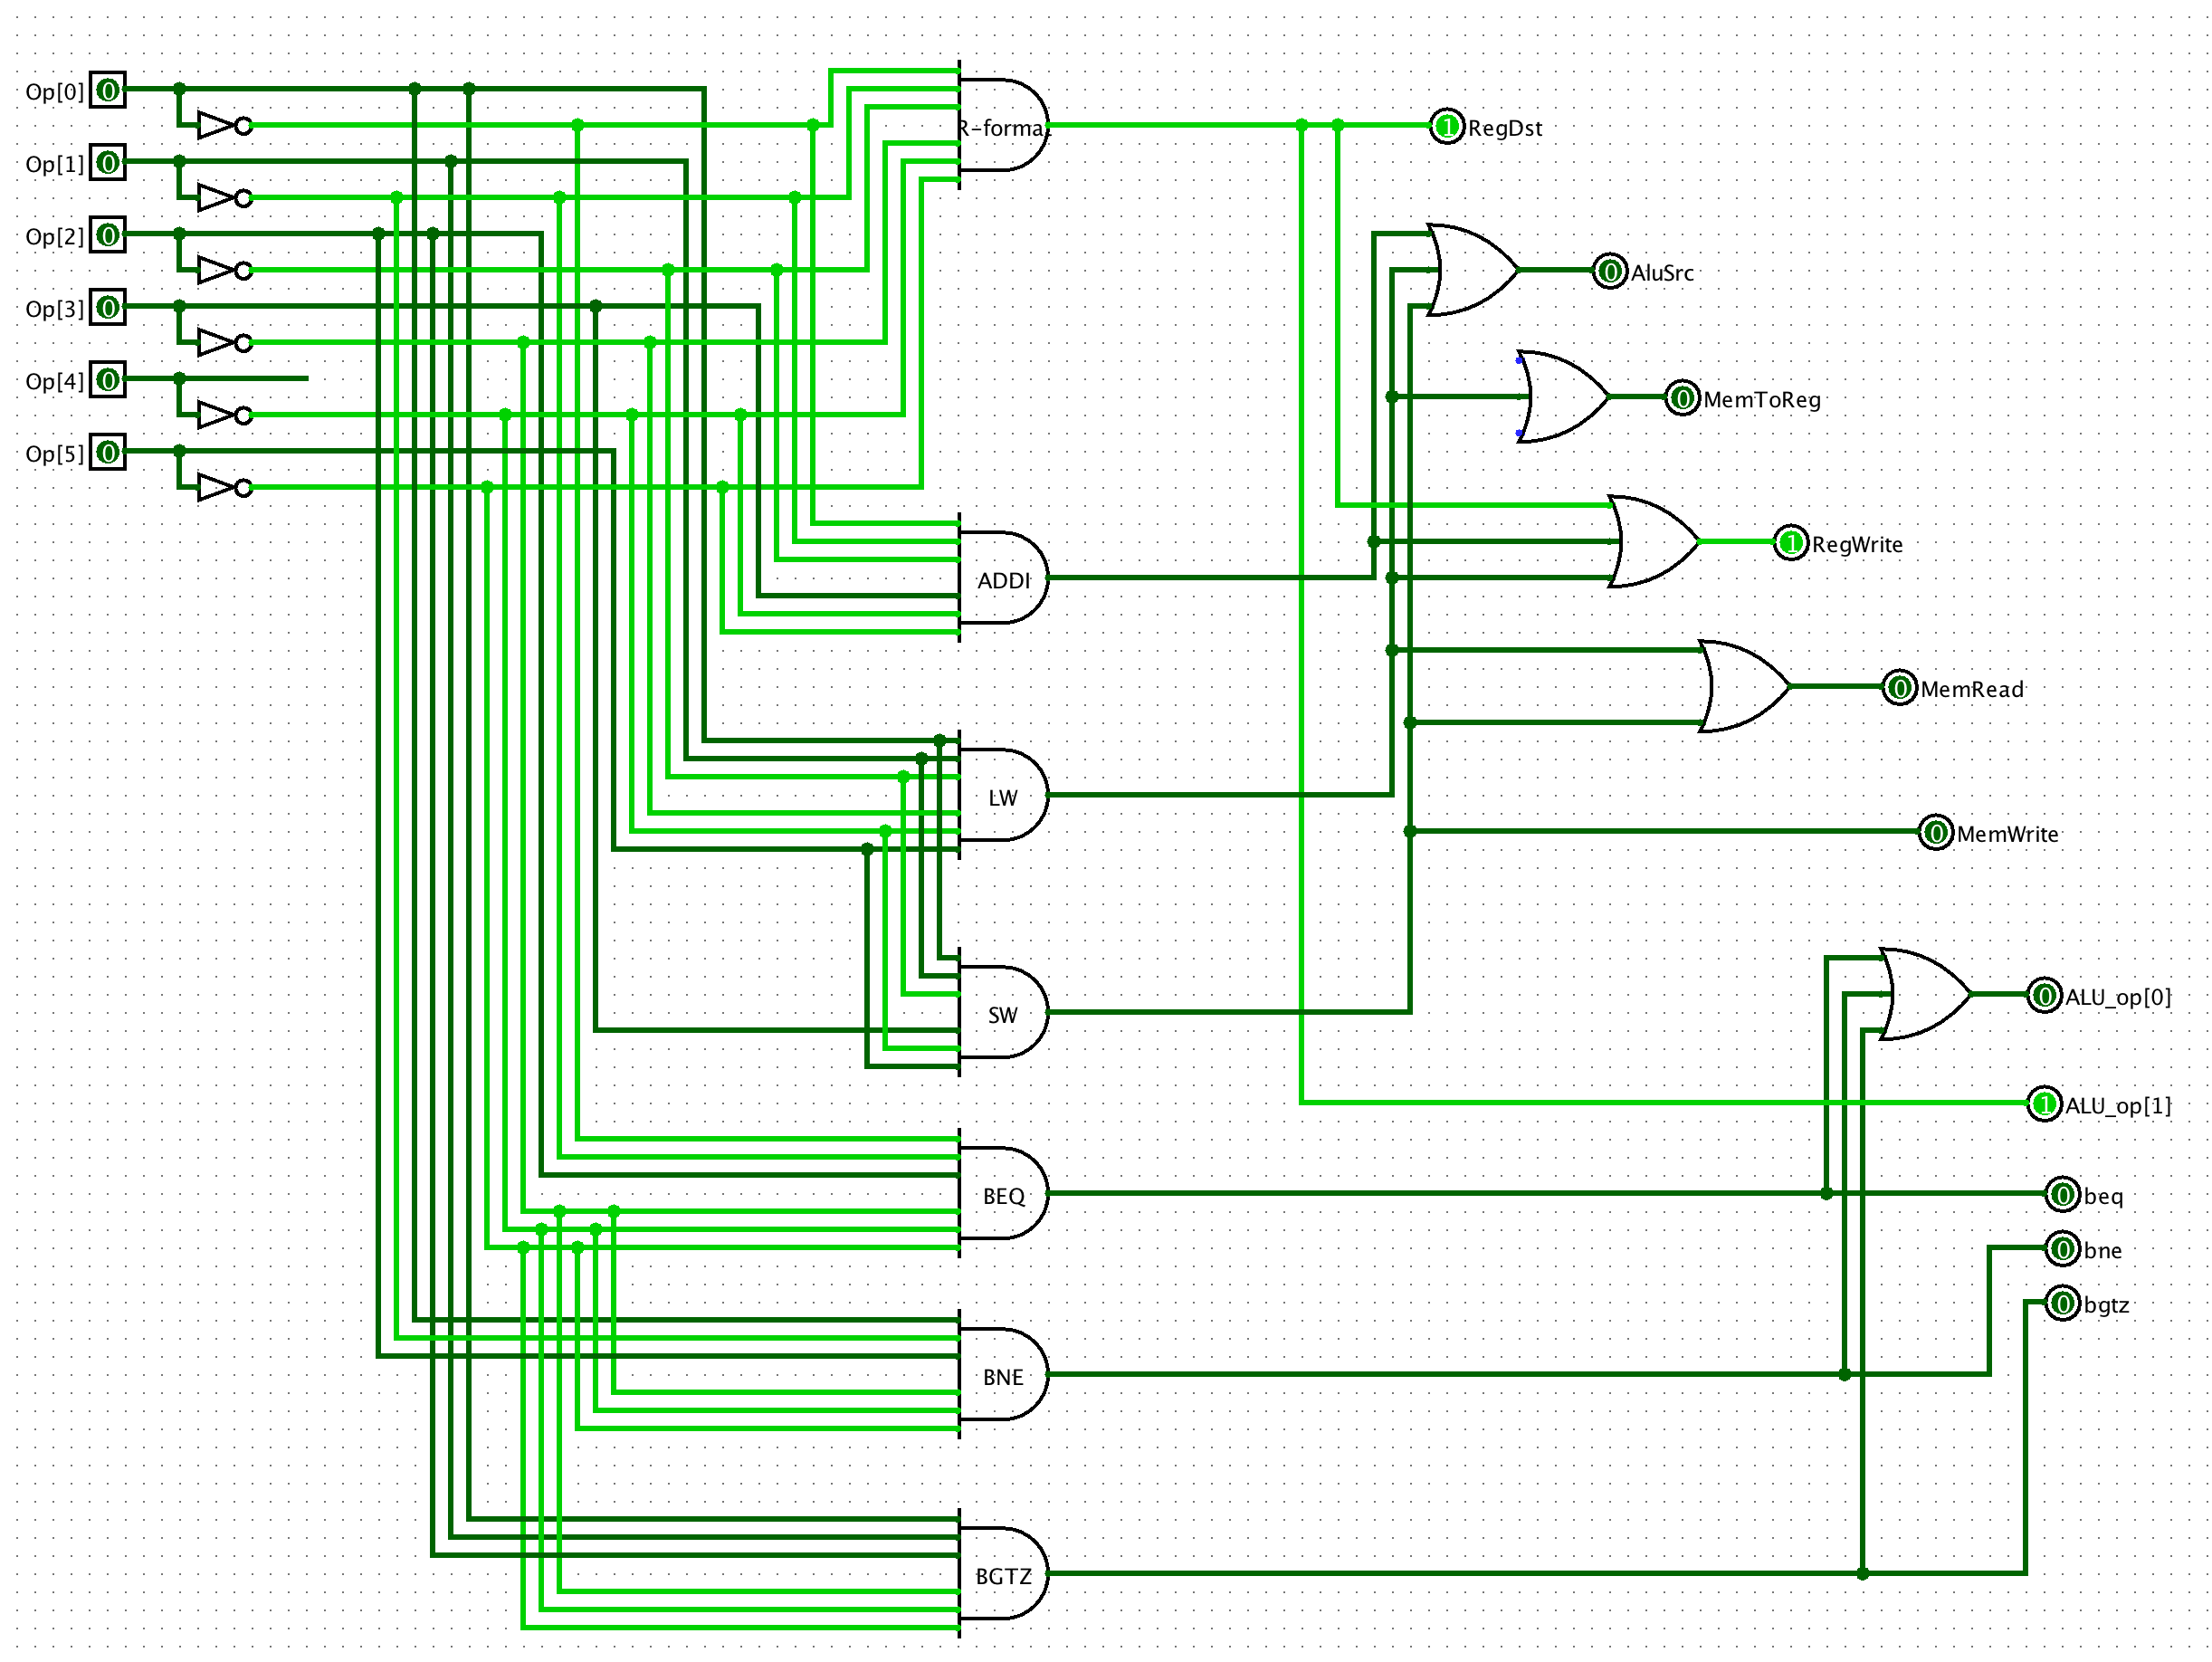 Op[0] 0
Op[1] 0
Op[2] 0
Op[3] 0
Op[4] 0
Op[5] 0
R-format
ADDI
LW
SW
BEQ
BNE
BGTZ
1 RegDst
0 AluSrc
0 MemToReg
1 RegWrite
0 MemRead
0 MemWrite
0 ALU_op[0]
1 ALU_op[1]
0 beq
0 bne
0 bgtz